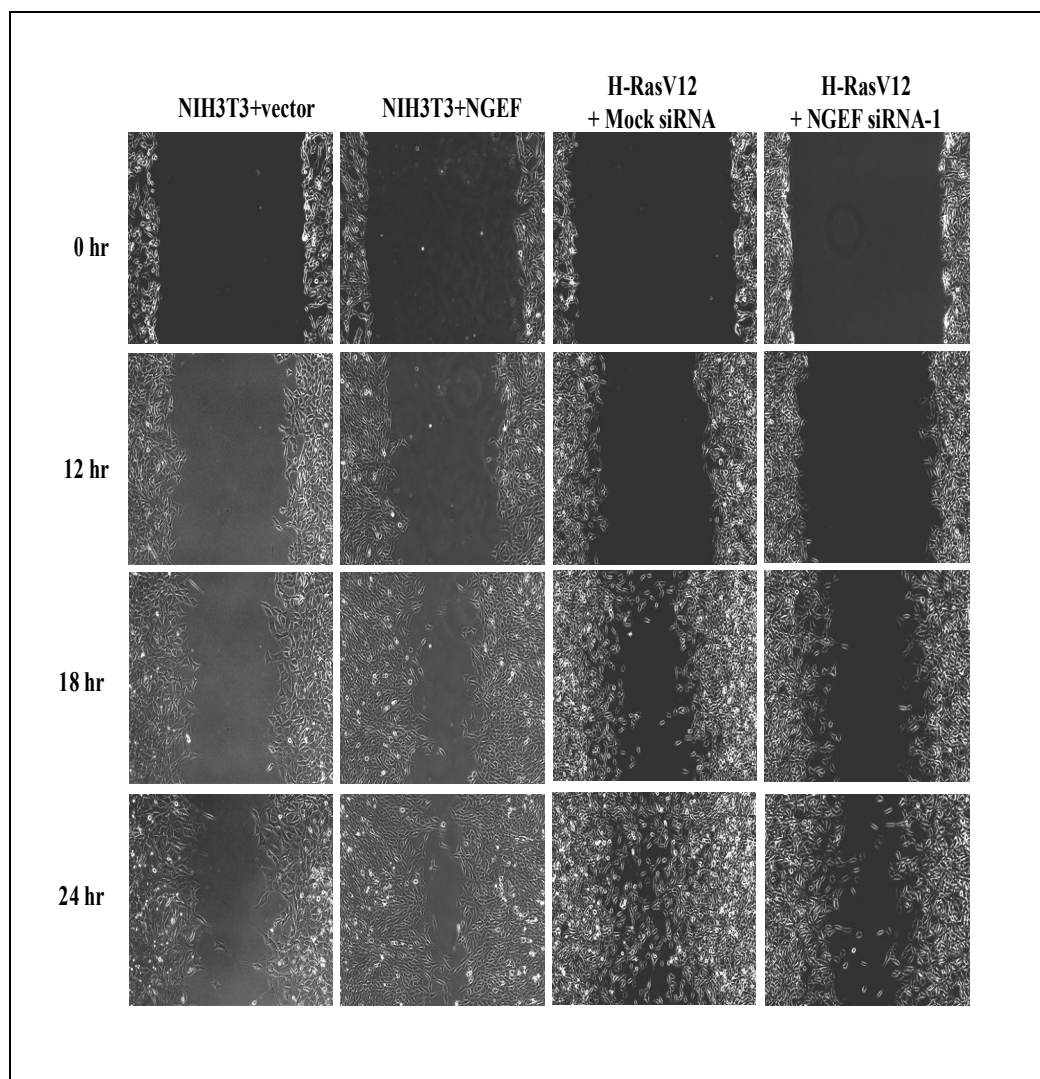 NIH3T3+vector
NIH3T3+NGEF
H-RasV12
+ Mock siRNA
H-RasV12
+ NGEF siRNA-1
0 hr
12 hr
18 hr
24 hr